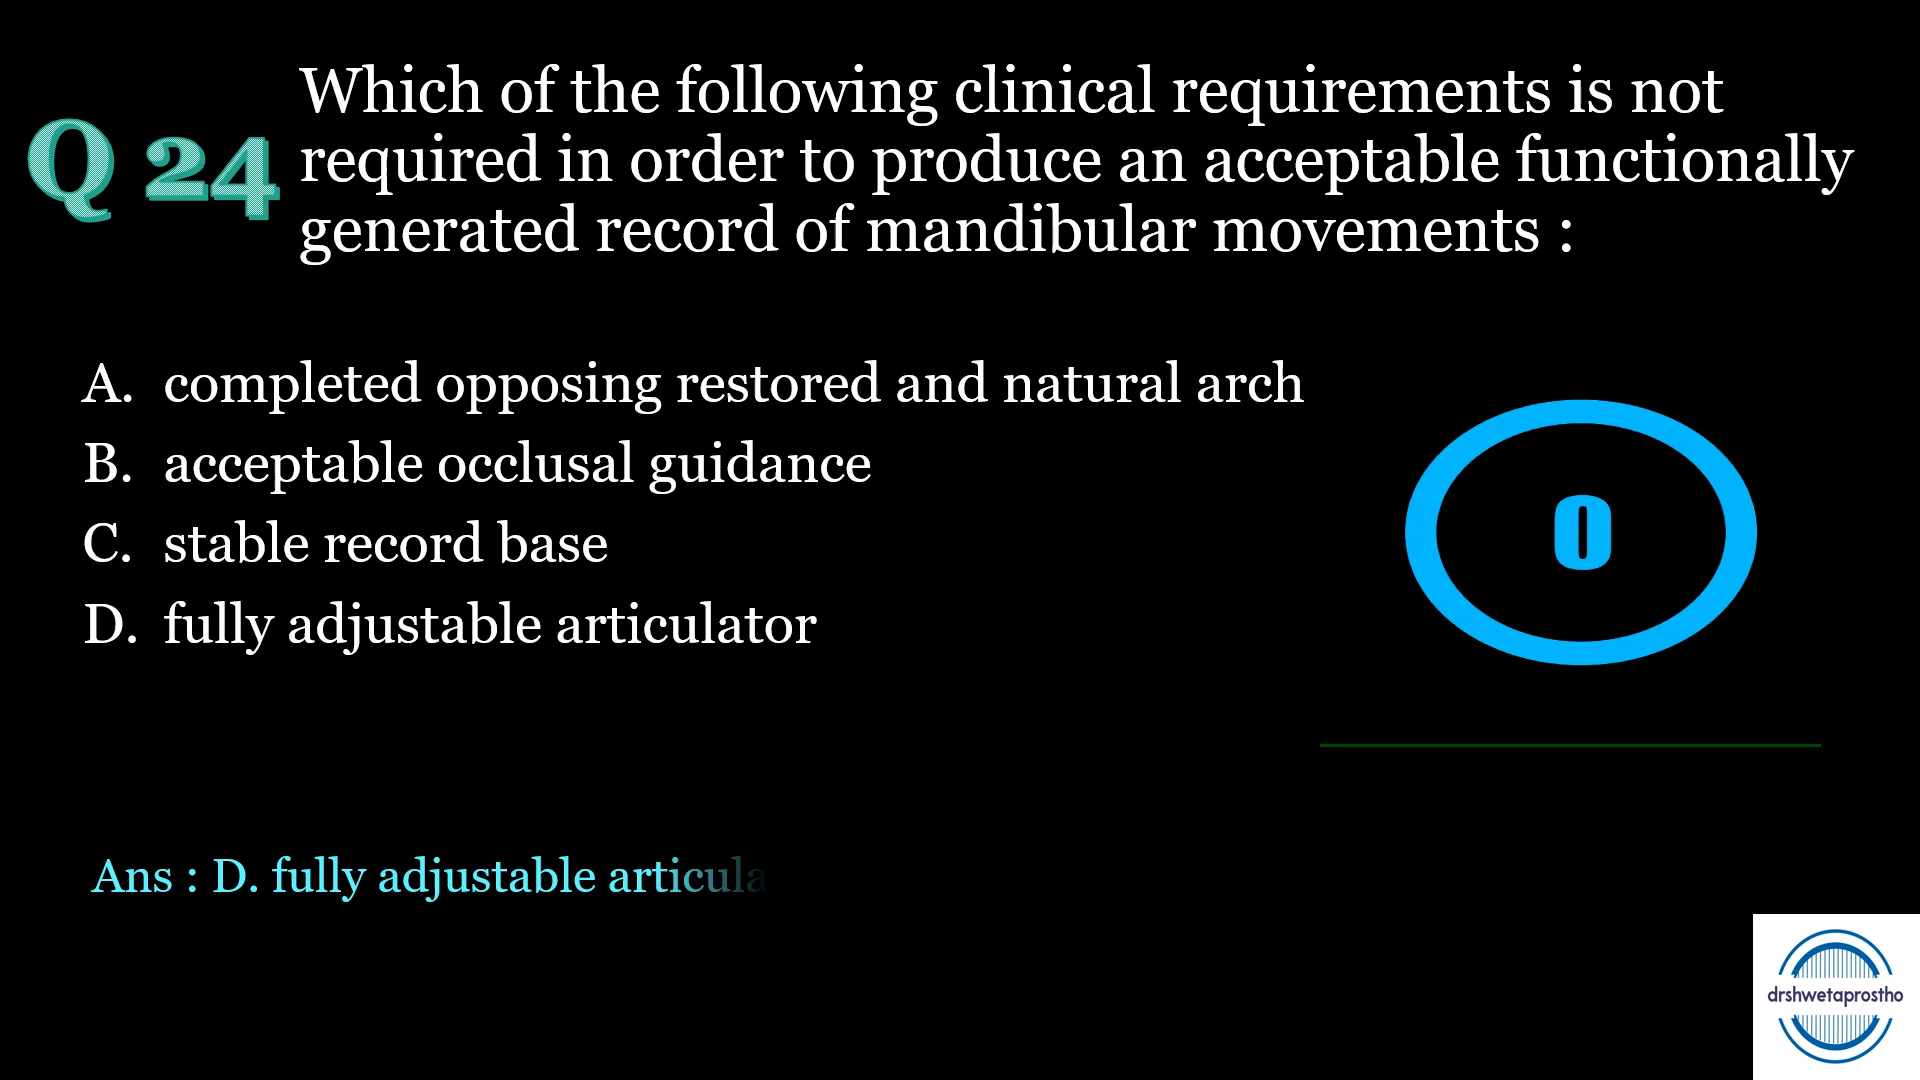 Q 24
Which of the following clinical requirements is not
required in order to produce an acceptable functionally
generated record of mandibular movements :
A. completed opposing restored and natural arch
B. acceptable occlusal guidance
C. stable record base
D. fully adjustable articulator
0
Ans : D. fully adjustable articula
drshwetaprostho